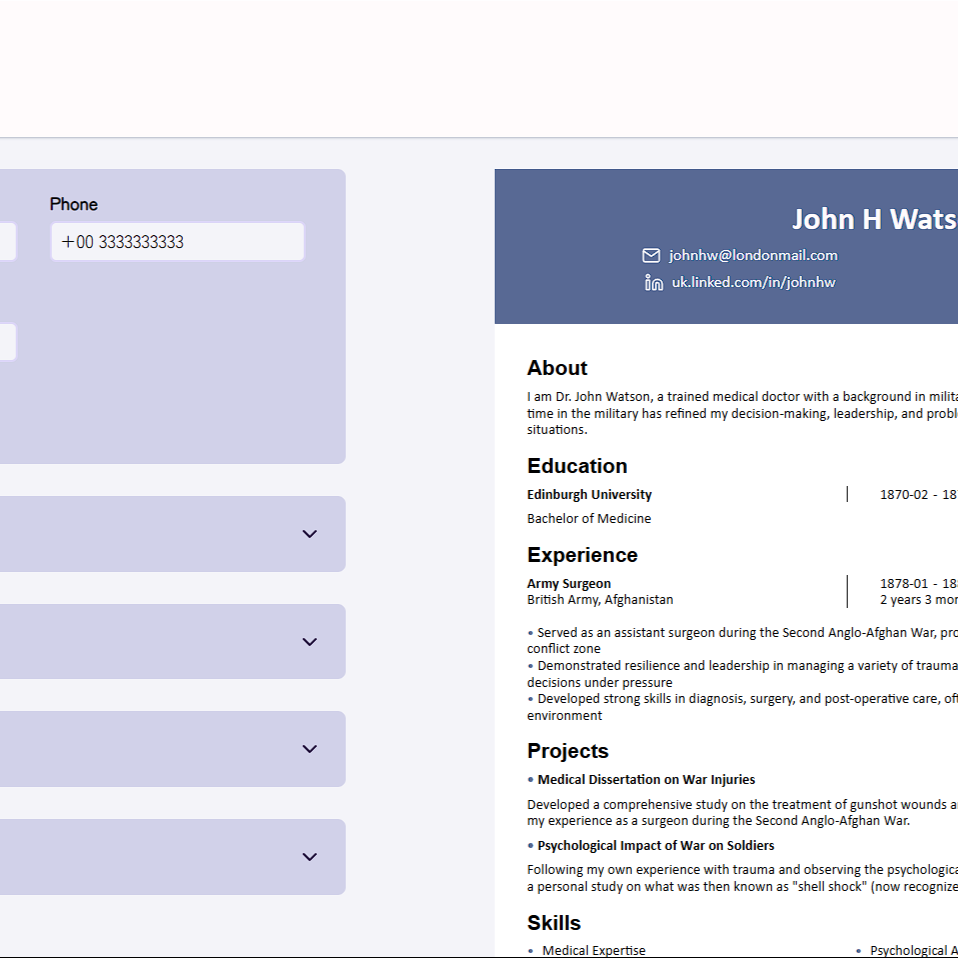 Phone
+00 3333333333
John H Wats
johnhw@londonmail.com
uk.linked.com/in/johnhw
About
I am Dr. John Watson, a trained medical doctor with a background in milita
time in the military has refined my decision-making, leadership, and proble
situations.
Education
Edinburgh University 1870-02 - 187
Bachelor of Medicine
Experience
Army Surgeon 1878-01 - 188
British Army, Afghanistan 2 years 3 mon
• Served as an assistant surgeon during the Second Anglo-Afghan War, pro
conflict zone
• Demonstrated resilience and leadership in managing a variety of trauma
decisions under pressure
• Developed strong skills in diagnosis, surgery, and post-operative care, oft
environment
Projects
• Medical Dissertation on War Injuries
Developed a comprehensive study on the treatment of gunshot wounds a
my experience as a surgeon during the Second Anglo-Afghan War.
• Psychological Impact of War on Soldiers
Following my own experience with trauma and observing the psychologica
a personal study on what was then known as "shell shock" (now recognize
Skills
• Medical Expertise • Psychological A